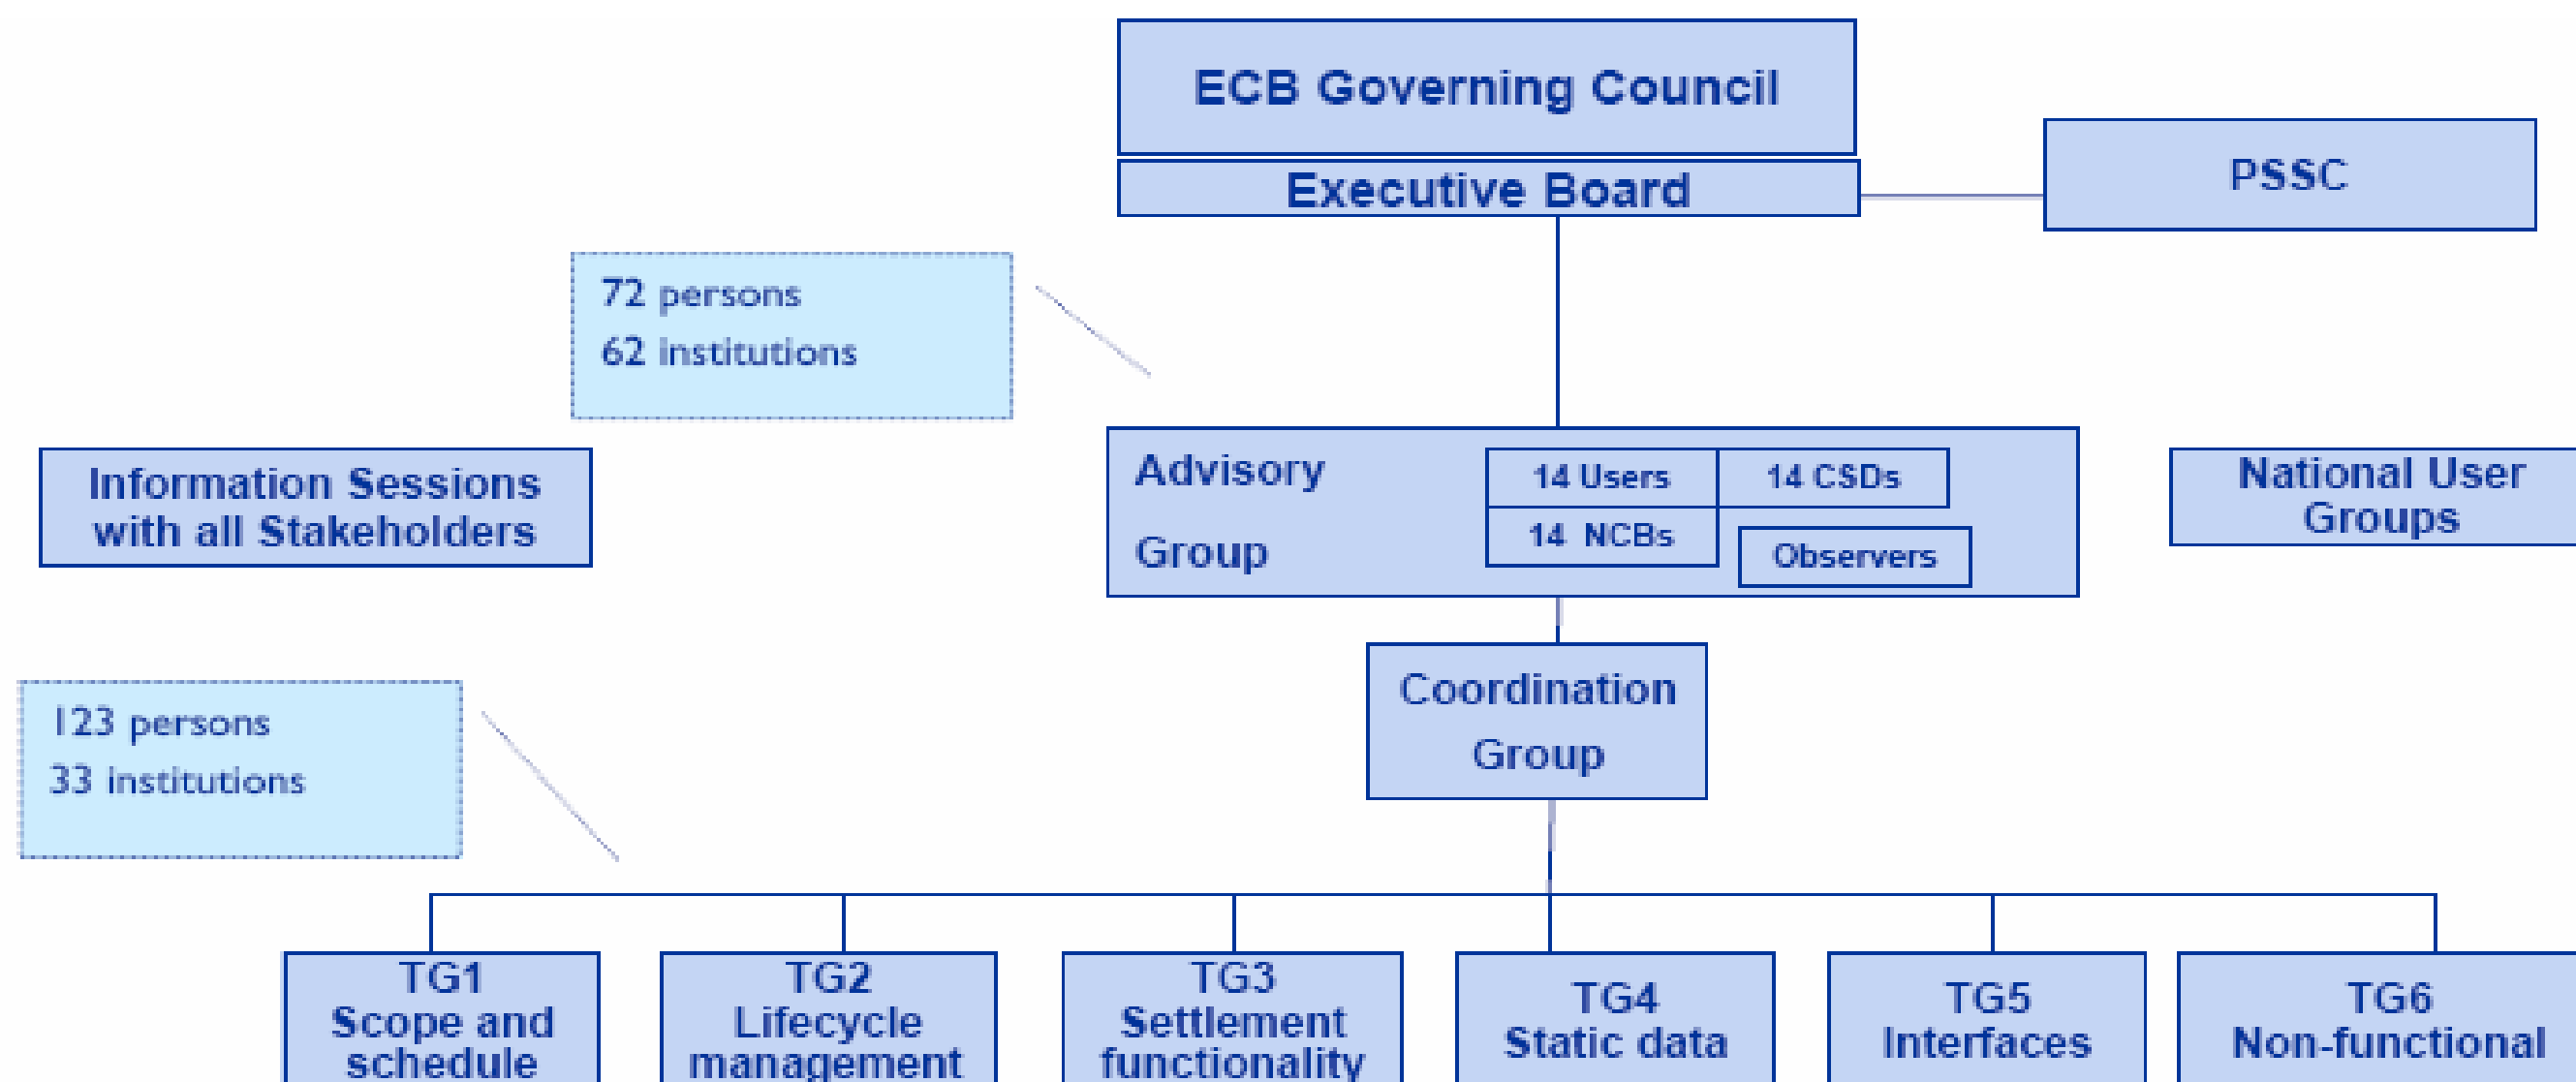 ECB Governing Council
Executive Board
PSSC
72 persons
62 institutions
Information Sessions
with all Stakeholders
Advisory
Group
14 Users
14 CSDs
14 NCBs
Observers
National User
Groups
Coordination
Group
123 persons
33 institutions
TG1
Scope and
schedule
TG2
Lifecycle
management
TG3
Settlement
functionality
TG4
Static data
TG5
Interfaces
TG6
Non-functional